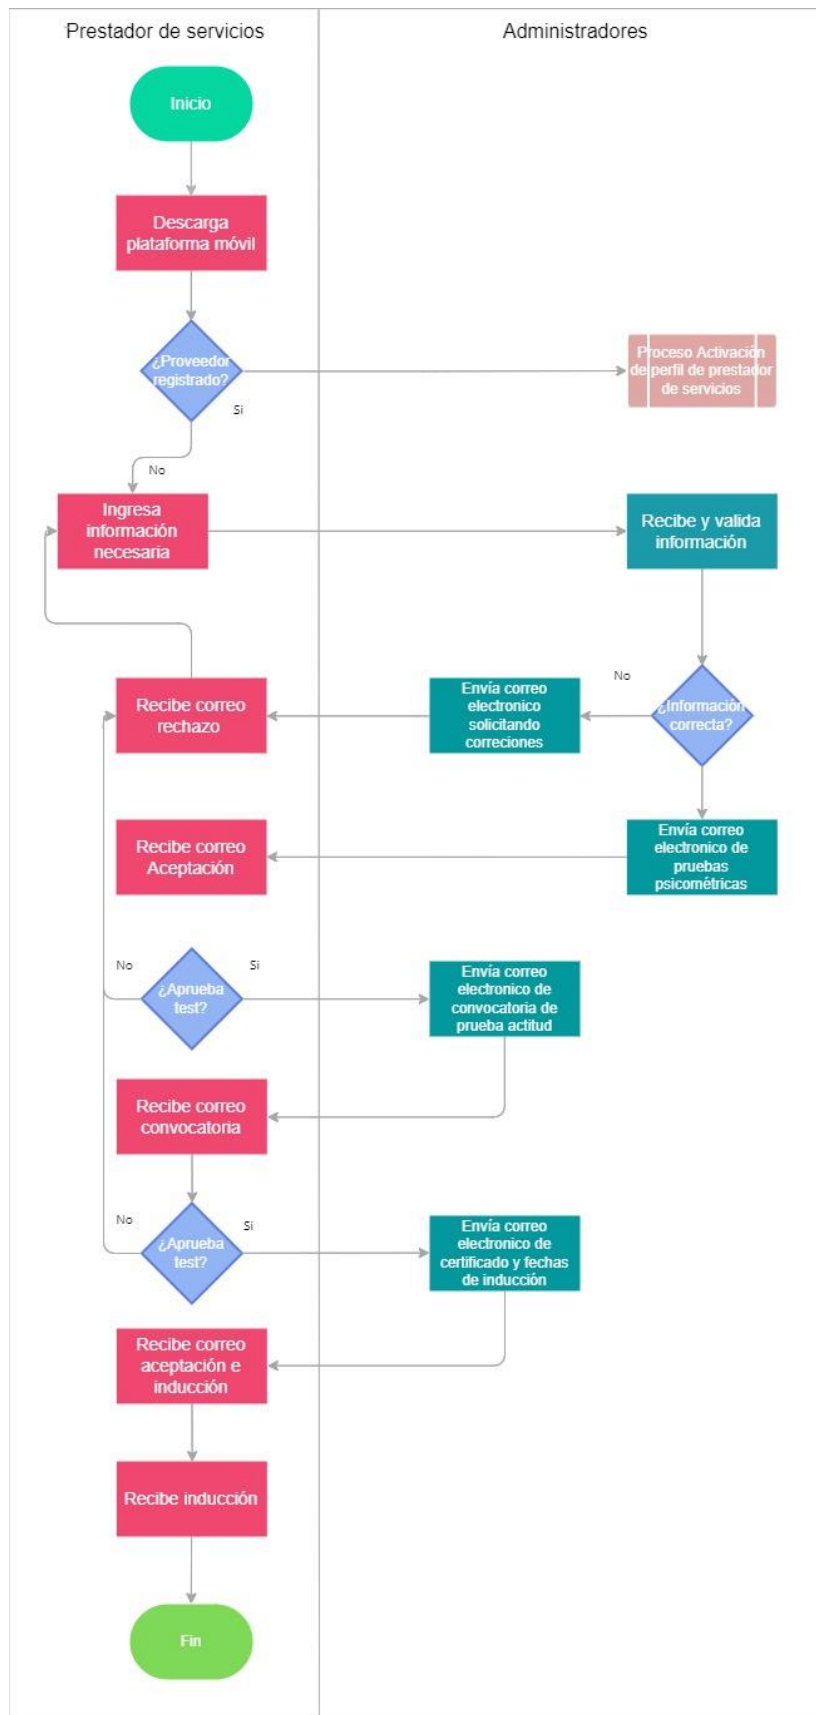 Prestador de servicios
Administradores
Inicio
Descarga
plataforma móvil
¿Proveedor
registrado?
Si
No
Proceso Activación
de perfil de prestador
de servicios
Ingresa
información
necesaria
Recibe y valida
información
¿Información
correcta?
No
Envía correo
electronico
solicitando
correciones
Recibe correo
rechazo
Envía correo
electronico de
pruebas
psicométricas
Recibe correo
Aceptación
No
¿Aprueba
test?
Si
Envía correo
electronico de
convocatoria de
prueba actitud
Recibe correo
convocatoria
No
¿Aprueba
test?
Si
Envía correo
electronico de
certificado y fechas
de inducción
Recibe correo
aceptación e
inducción
Recibe inducción
Fin